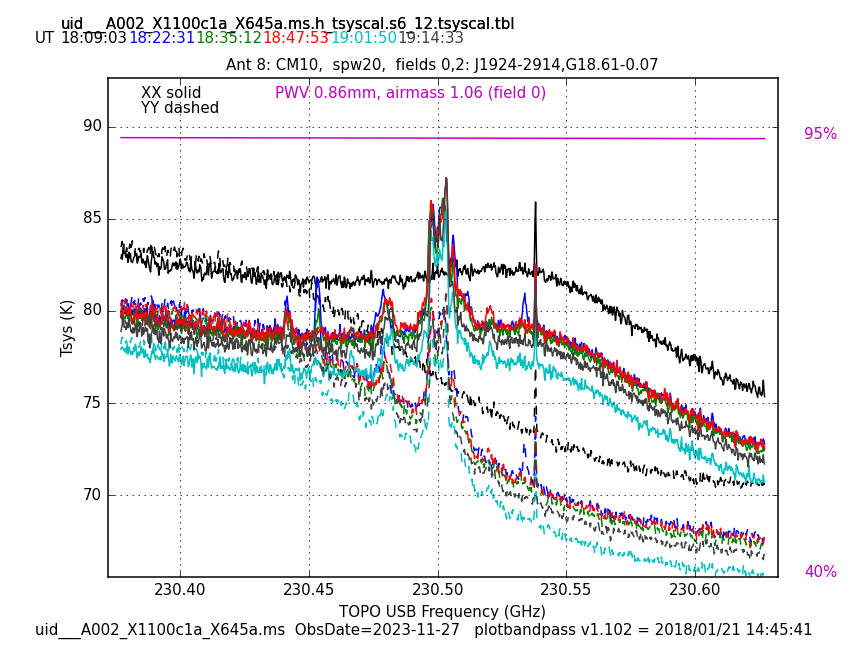 uid___A002_X1100c1a_X645a.ms.h_tsyscal.s6_12.tsyscal.tbl
UT 18:09:03 18:22:31 18:35:12 18:47:53 19:01:50 19:14:33
Ant 8: CM10,  spw20,  fields 0,2: J1924-2914,G18.61-0.07
XX solid
PWV 0.86mm, airmass 1.06 (field 0)
YY dashed
90
95%
85
80
Tsys (K)
75
70
40%
230.40 230.45 230.50 230.55 230.60
TOPO USB Frequency (GHz)
uid___A002_X1100c1a_X645a.ms  ObsDate=2023-11-27   plotbandpass v1.102 = 2018/01/21 14:45:41